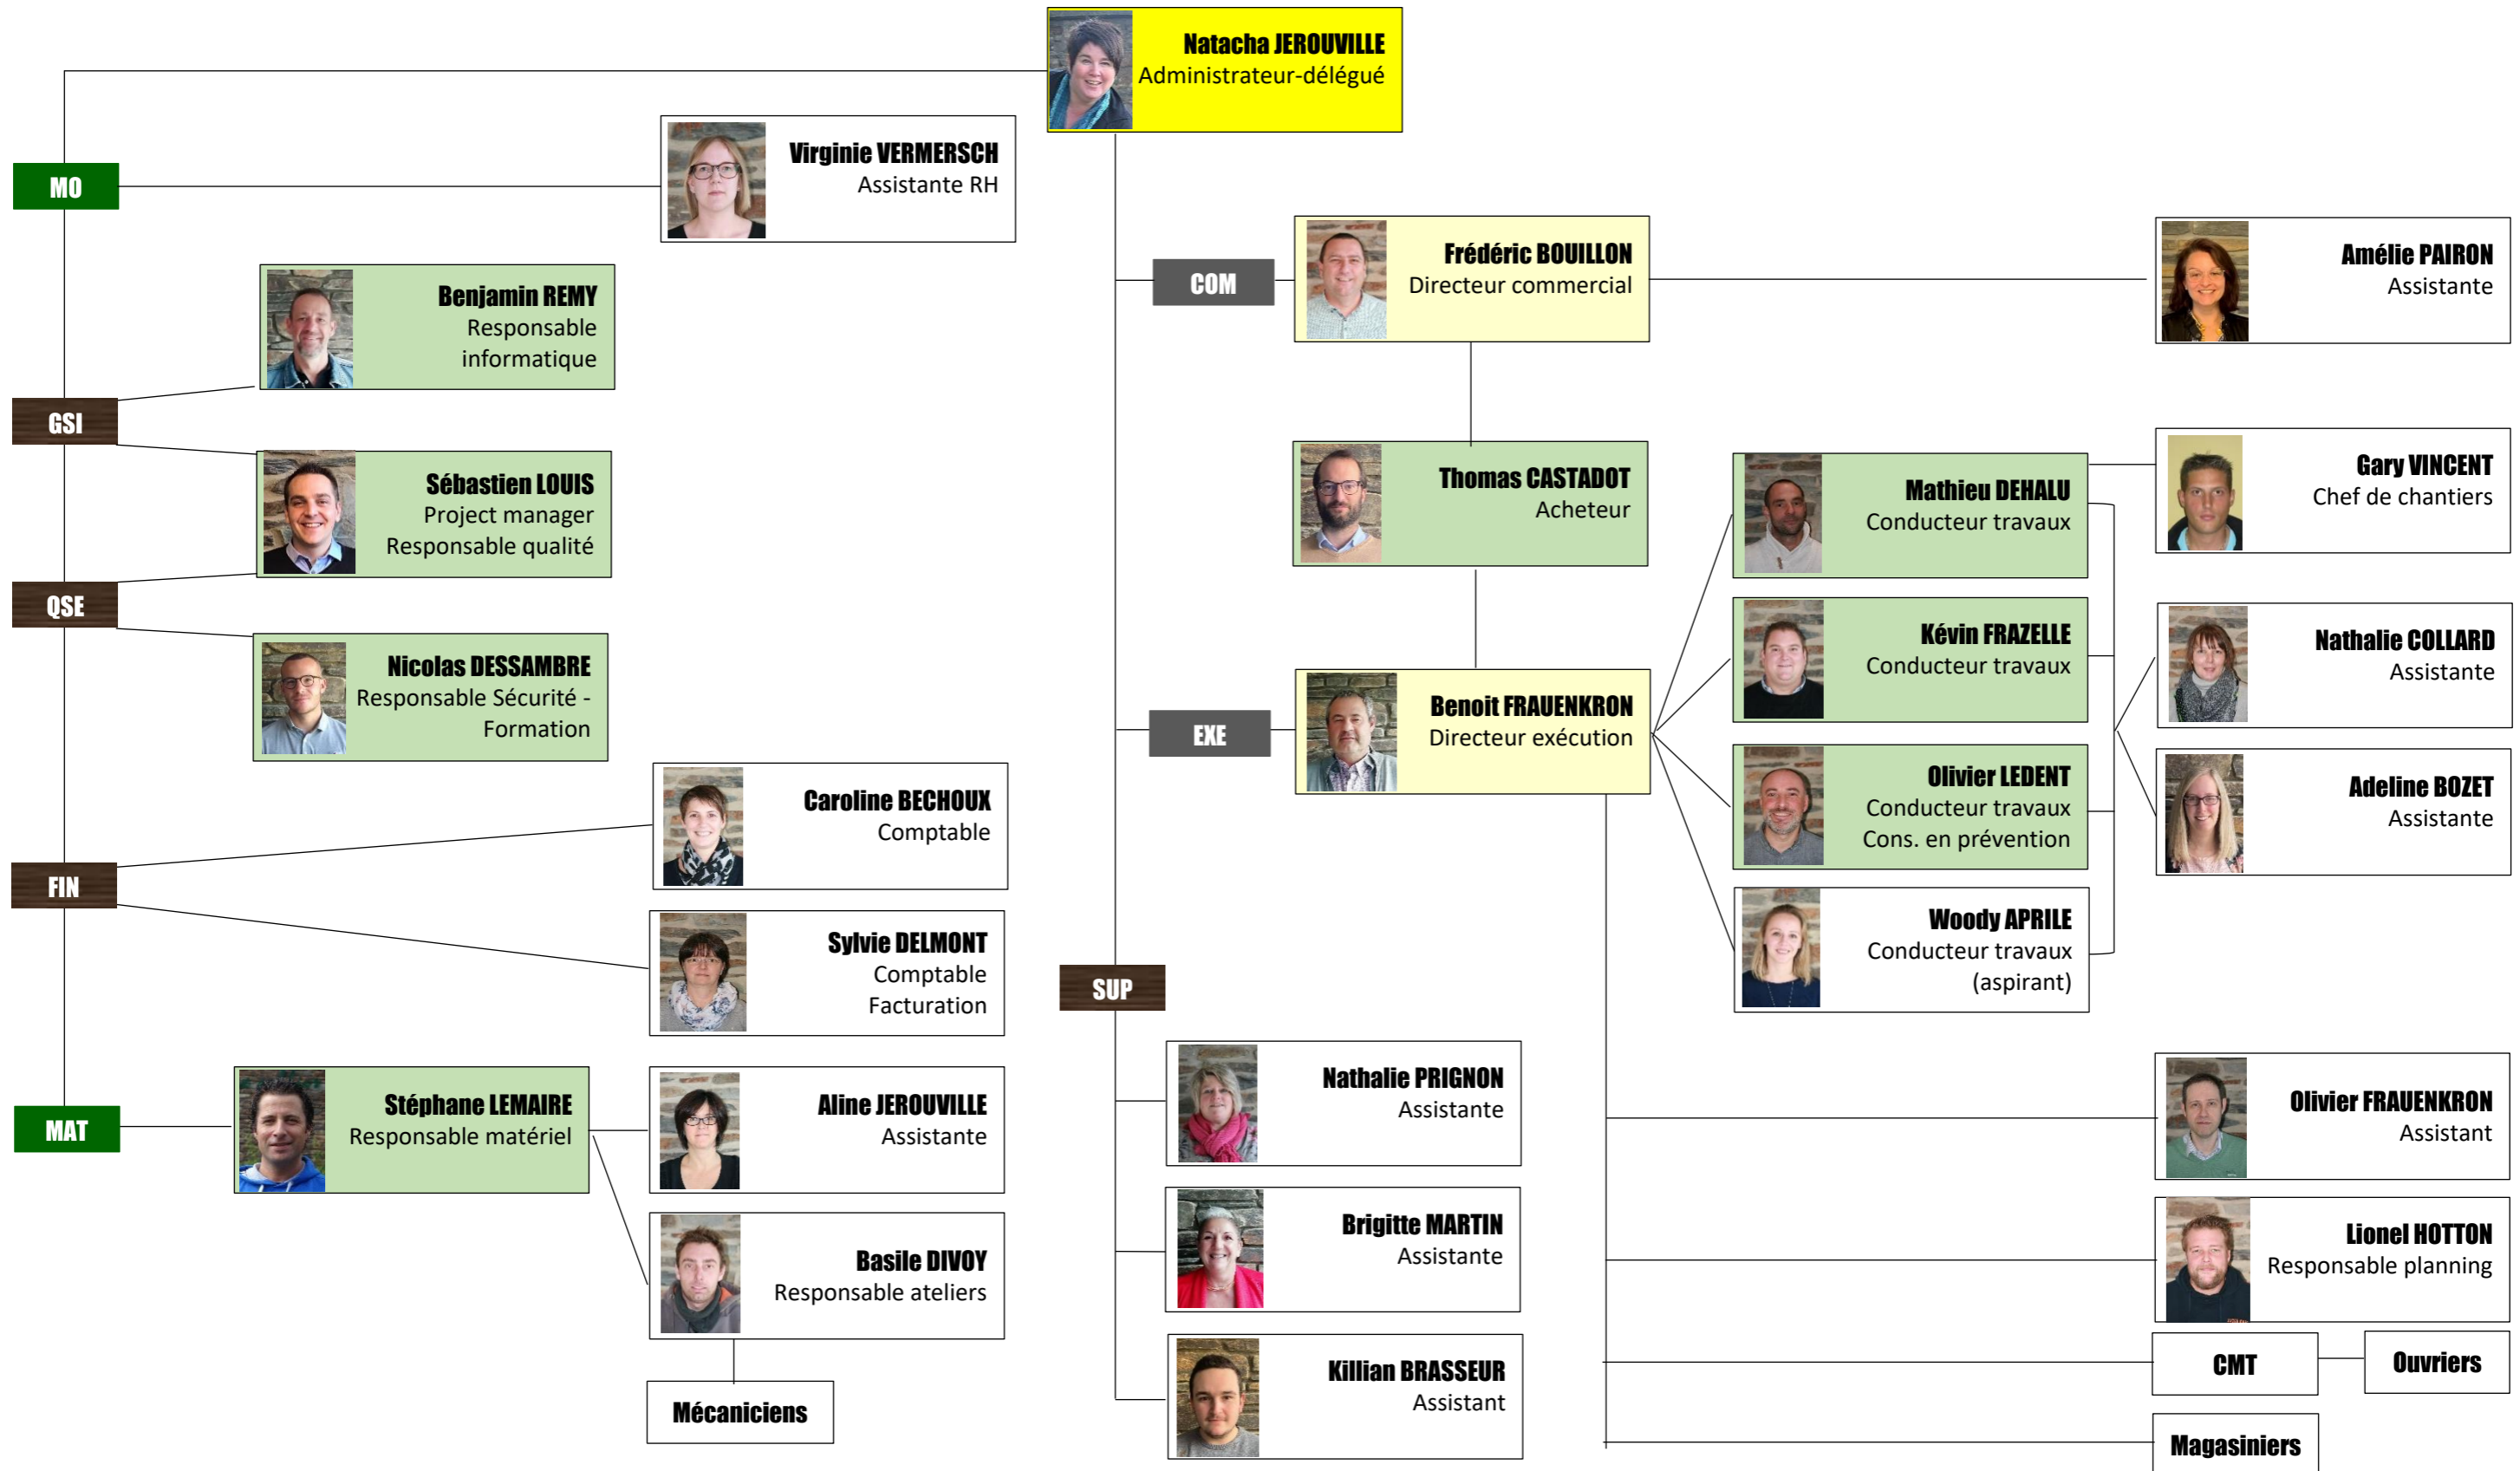 Natacha JEROUVILLE
Administrateur-délégué
MO
Virginie VERMERSCH
Assistante RH
COM
Frédéric BOUILLON
Directeur commercial
Amélie PAIRON
Assistante
Benjamin REMY
Responsable
informatique
GSI
Sébastien LOUIS
Project manager
Responsable qualité
Thomas CASTADOT
Acheteur
Mathieu DEHALU
Conducteur travaux
Gary VINCENT
Chef de chantiers
QSE
Nicolas DESSAMBRE
Responsable Sécurité -
Formation
Kévin FRAZELLE
Conducteur travaux
Nathalie COLLARD
Assistante
EXE
Benoit FRAUENKRON
Directeur exécution
Olivier LEDENT
Conducteur travaux
Cons. en prévention
Adeline BOZET
Assistante
Caroline BECHOUX
Comptable
FIN
Sylvie DELMONT
Comptable
Facturation
Woody APRILE
Conducteur travaux
(aspirant)
SUP
MAT
Stéphane LEMAIRE
Responsable matériel
Aline JEROUVILLE
Assistante
Nathalie PRIGNON
Assistante
Olivier FRAUENKRON
Assistant
Basile DIVOY
Responsable ateliers
Brigitte MARTIN
Assistante
Lionel HOTTON
Responsable planning
Mécaniciens
Killian BRASSEUR
Assistant
CMT
Ouvriers
Magasiniers